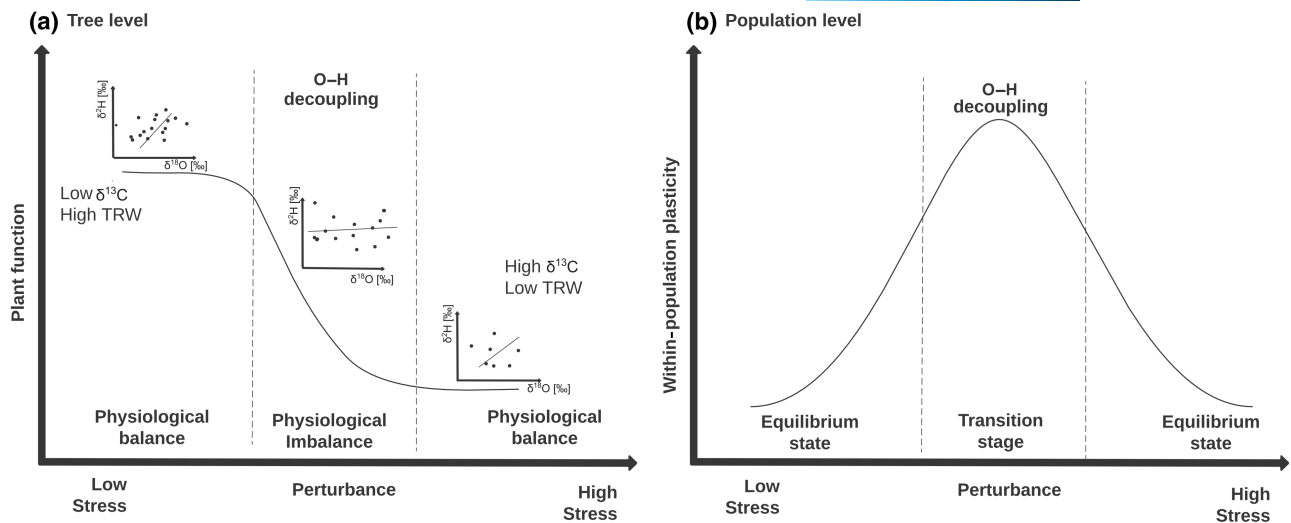 (a) Tree level
O–H
decoupling
δ²H [‰]
δ¹⁸O [‰]
Low δ¹³C
High TRW
δ²H [‰]
δ¹⁸O [‰]
High δ¹³C
Low TRW
δ²H [‰]
δ¹⁸O [‰]
Plant function
Physiological
balance
Physiological
Imbalance
Physiological
balance
Low
Stress
Perturbance
High
Stress
(b) Population level
O–H
decoupling
Within-population plasticity
Equilibrium
state
Transition
stage
Equilibrium
state
Low
Stress
Perturbance
High
Stress